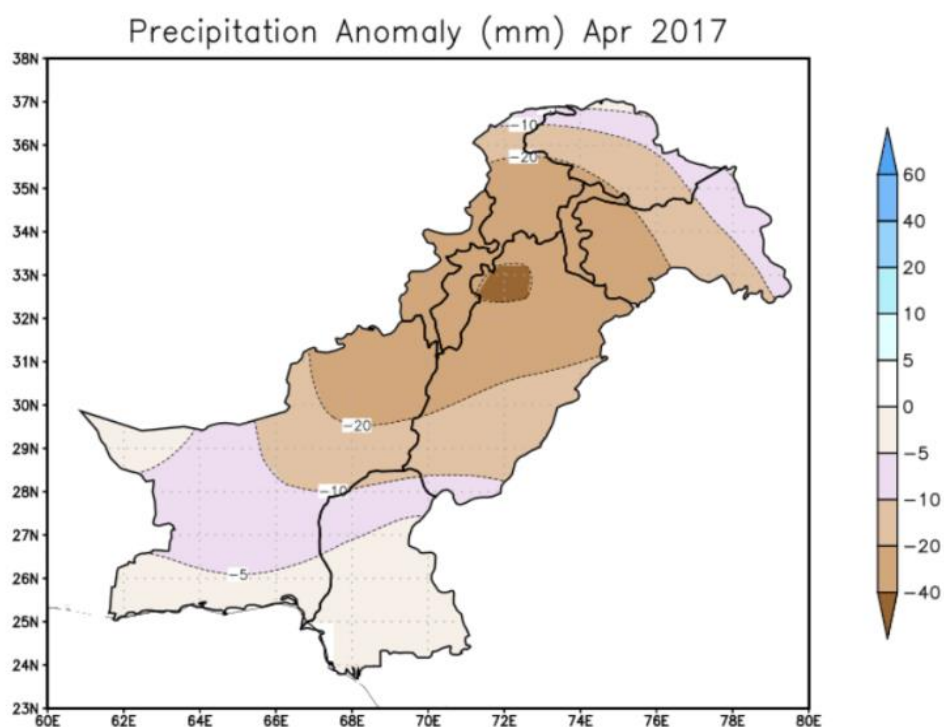 Precipitation Anomaly (mm) Apr 2017
38N
37N
36N
35N
34N
33N
32N
31N
30N
29N
28N
27N
26N
25N
24N
23N
60E 62E 64E 66E 68E 70E 72E 74E 76E 78E 80E
-10
-20
-20
-10
-5
60
40
20
10
5
0
-5
-10
-20
-40